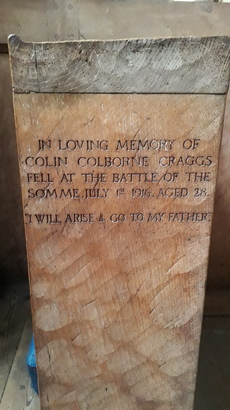 IN LOVING MEMORY OF
COLIN COLBORNE CRAGGS
FELL AT THE BATTLE OF THE
SOMME JULY 1ST 1916. AGED 28.
"I WILL ARISE & GO TO MY FATHER"